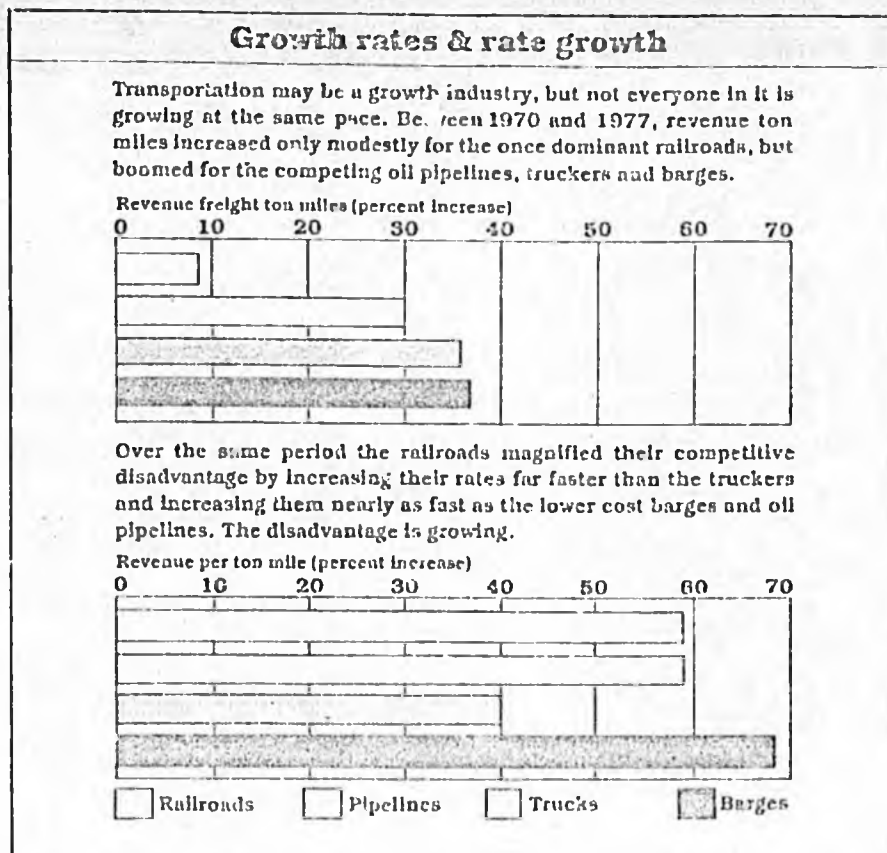 Growth rates & rate growth
Transportation may be a growth industry, but not everyone in it is
growing at the same pace. Be. reen 1970 and 1977, revenue ton
miles increased only modestly for the once dominant railroads, but
boomed for the competing oil pipelines, truckers and barges.
Revenue freight ton miles (percent increase)
0 10 20 30 40 50 60 70
Over the same period the railroads magnified their competitive
disadvantage by increasing their rates far faster than the truckers
and increasing them nearly as fast as the lower cost barges and oil
pipelines. The disadvantage is growing.
Revenue per ton mile (percent increase)
0 10 20 30 40 50 60 70
Railroads Pipelines Trucks Barges